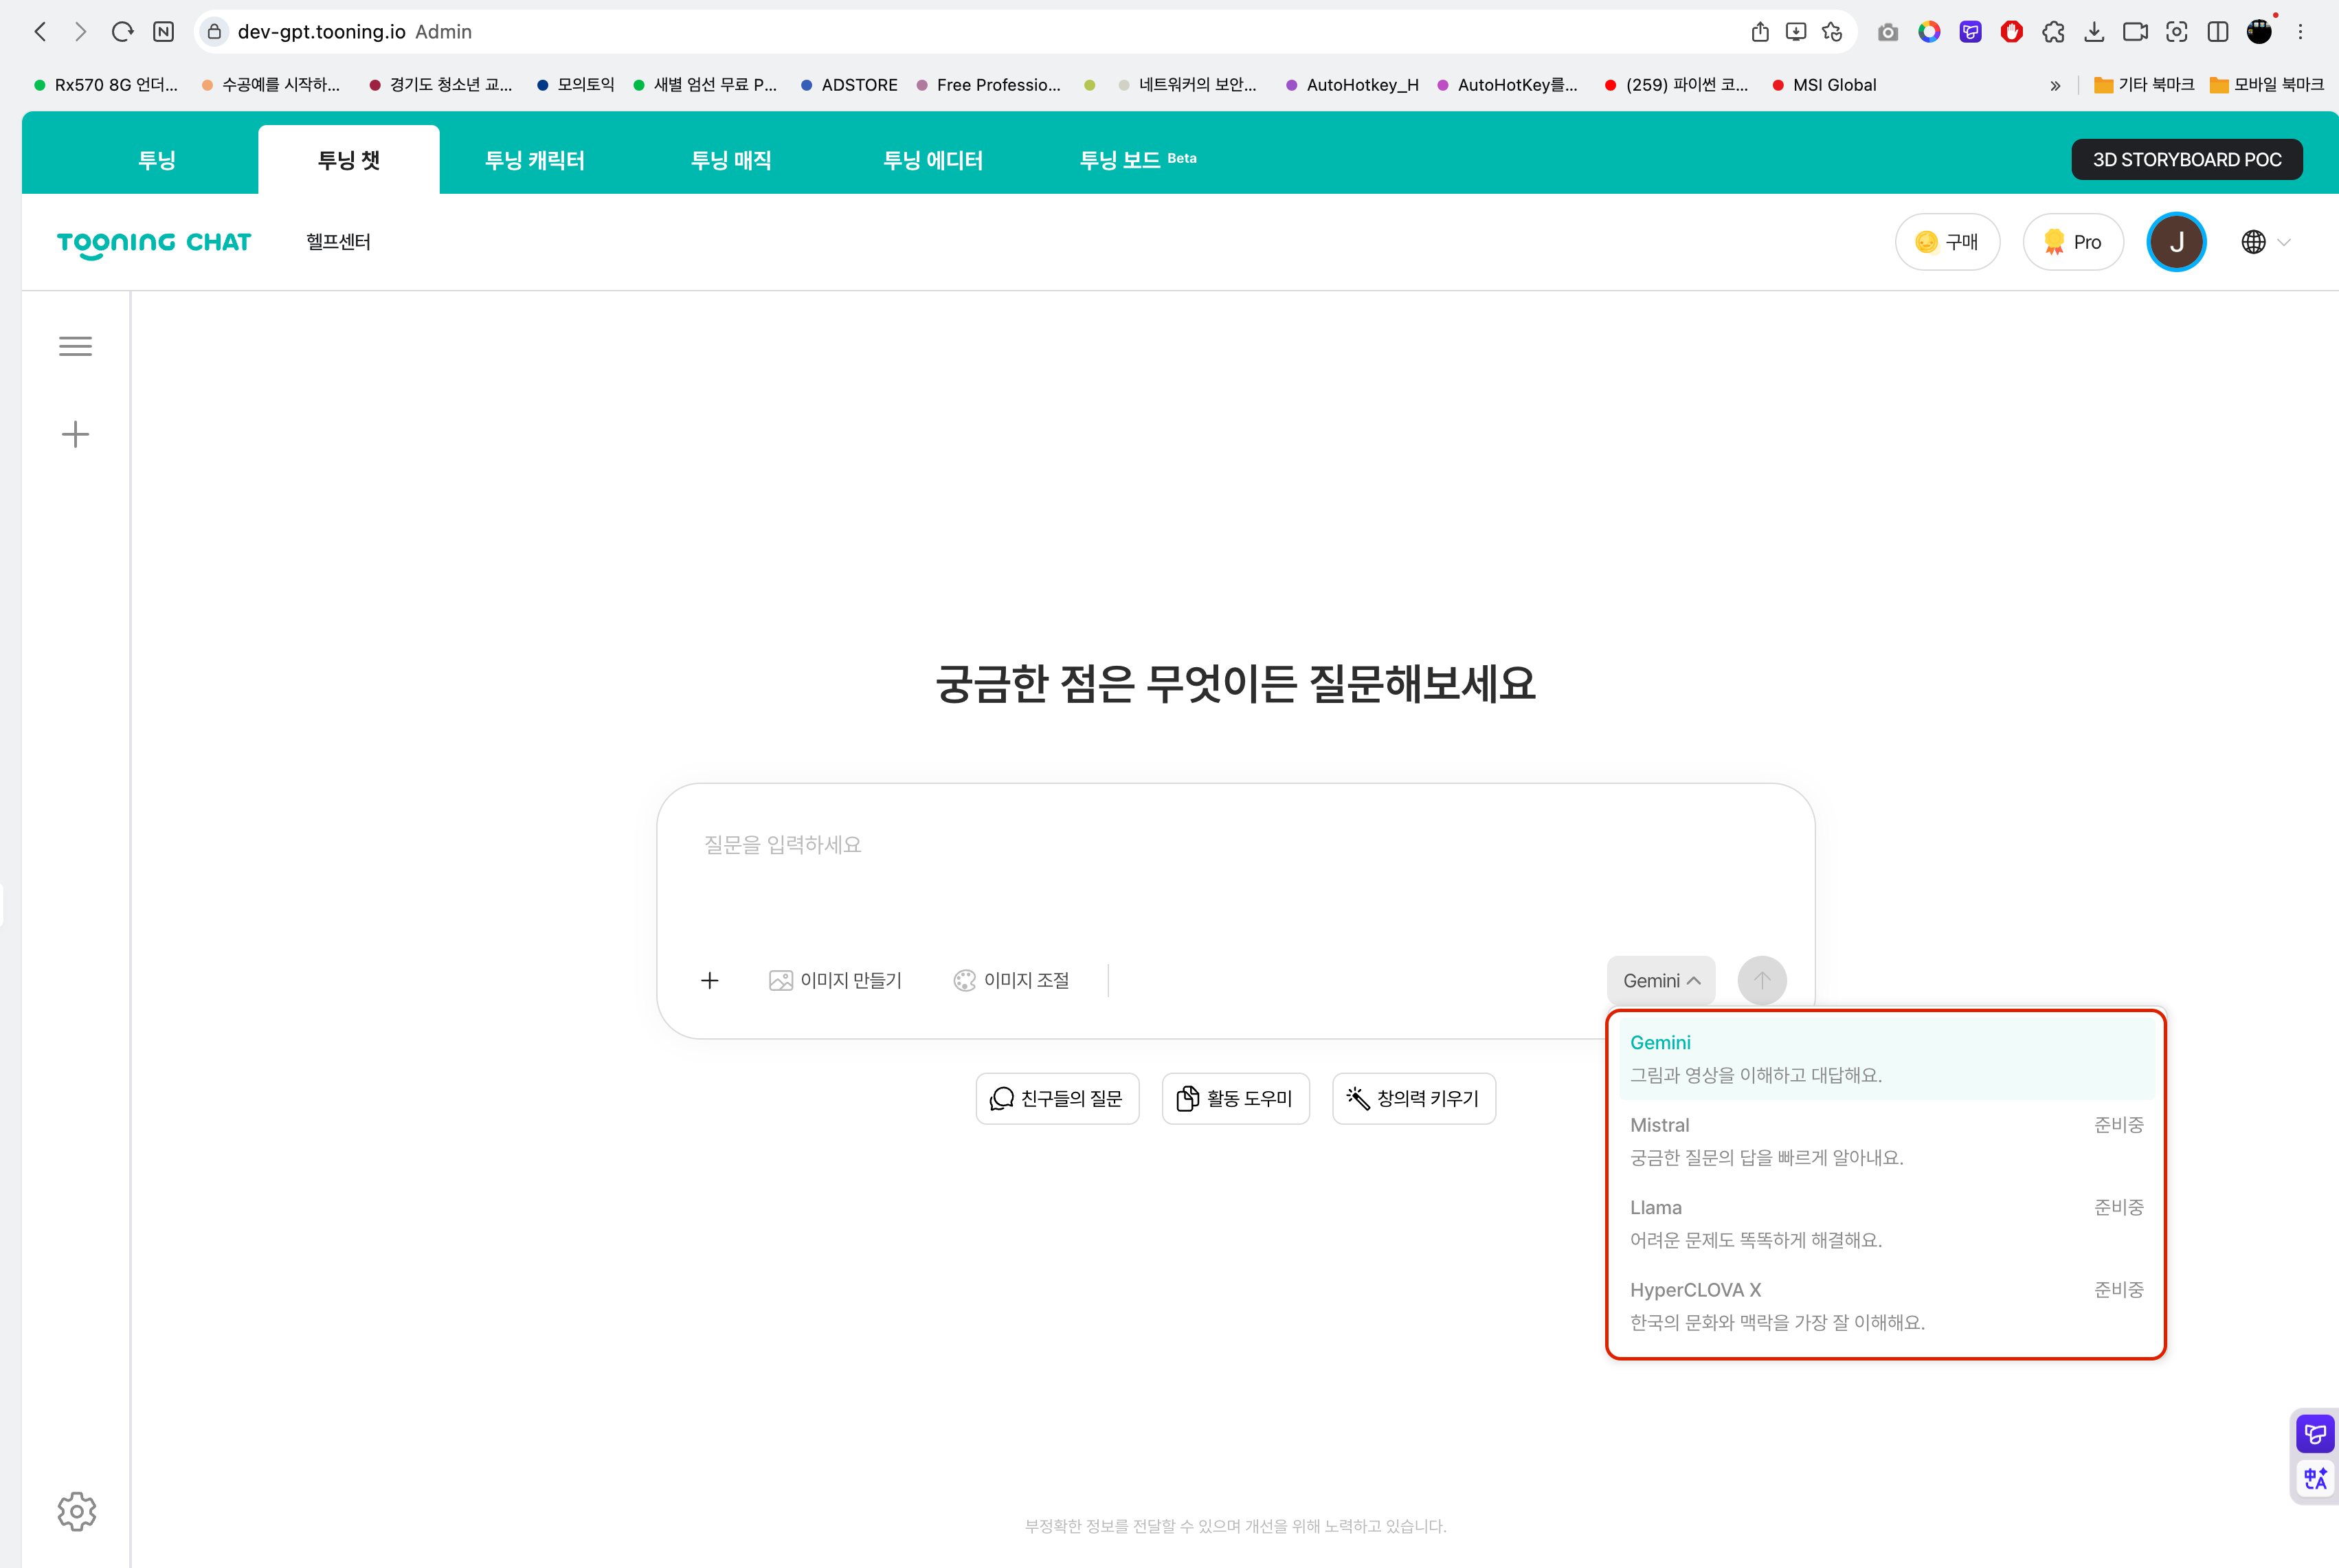 dev-gpt.tooning.io Admin
Rx570 8G 언더... 수공예를 시작하... 경기도 청소년 교... 모의토익 새별 엄선 무료 P... ADSTORE Free Professio... 네트워커의 보안... AutoHotkey_H AutoHotKey를... (259) 파이썬 코... MSI Global » 기타 북마크 모바일 북마크
투닝 투닝 챗 투닝 캐릭터 투닝 매직 투닝 에디터 투닝 보드 Beta 3D STORYBOARD POC
TOONING CHAT 헬프센터 구매 Pro J
궁금한 점은 무엇이든 질문해보세요
질문을 입력하세요
이미지 만들기 이미지 조절 Gemini
Gemini
그림과 영상을 이해하고 대답해요.
친구들의 질문 활동 도우미 창의력 키우기
Mistral 준비중
궁금한 질문의 답을 빠르게 알아내요.
Llama 준비중
어려운 문제도 똑똑하게 해결해요.
HyperCLOVA X 준비중
한국의 문화와 맥락을 가장 잘 이해해요.
부정확한 정보를 전달할 수 있으며 개선을 위해 노력하고 있습니다.